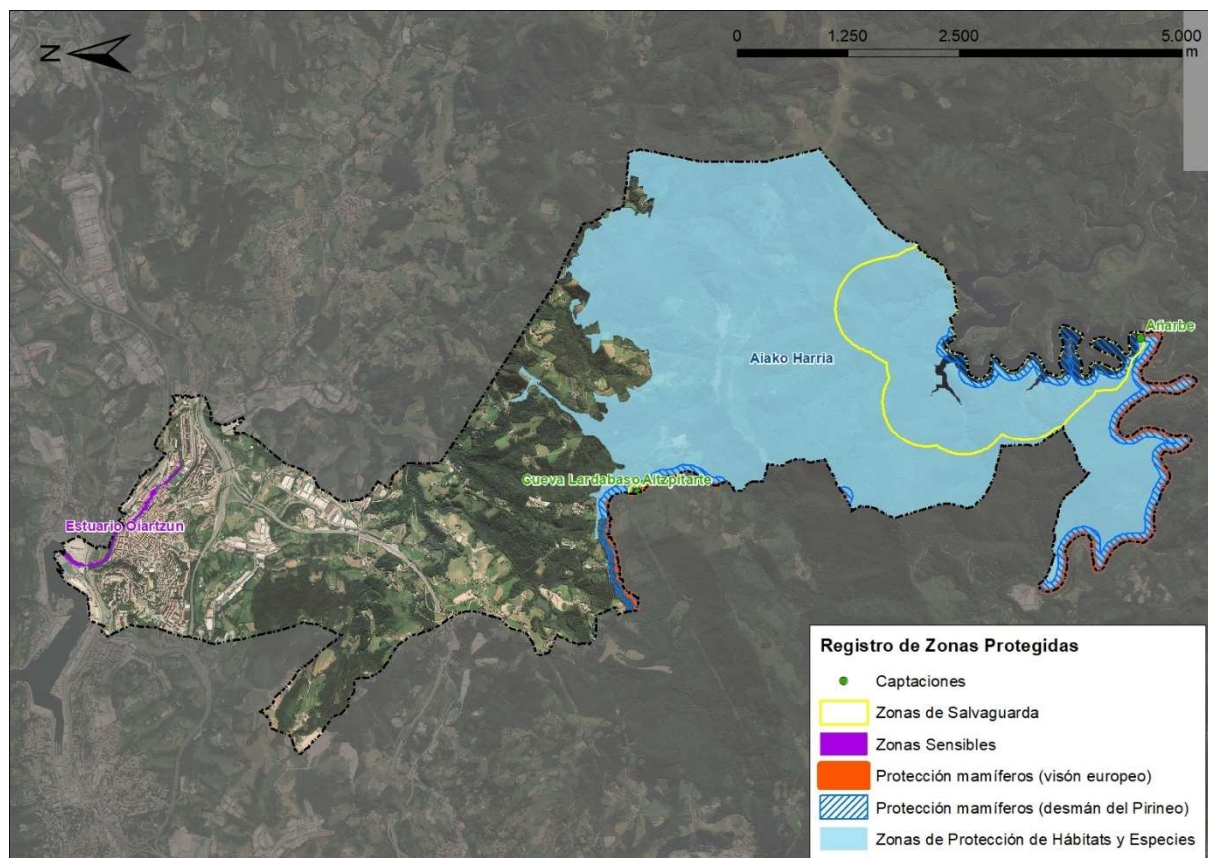 N
0 1.250 2.500 5.000
m
Añarbe
Aiako Harria
Cueva Lardabaso Aitzpitarte
Estuario Oiartzun
Registro de Zonas Protegidas
Captaciones
Zonas de Salvaguarda
Zonas Sensibles
Protección mamíferos (visón europeo)
Protección mamíferos (desmán del Pirineo)
Zonas de Protección de Hábitats y Especies